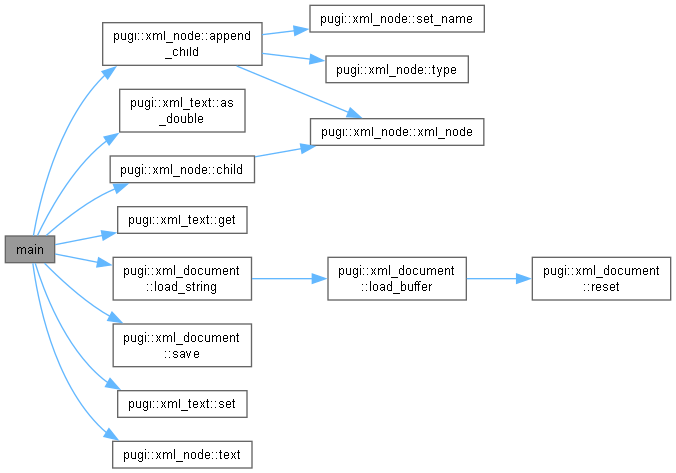 main
pugi::xml_node::append
_child
pugi::xml_text::as
_double
pugi::xml_node::child
pugi::xml_text::get
pugi::xml_document
::load_string
pugi::xml_document
::save
pugi::xml_text::set
pugi::xml_node::text
pugi::xml_node::set_name
pugi::xml_node::type
pugi::xml_node::xml_node
pugi::xml_document
::load_buffer
pugi::xml_document
::reset